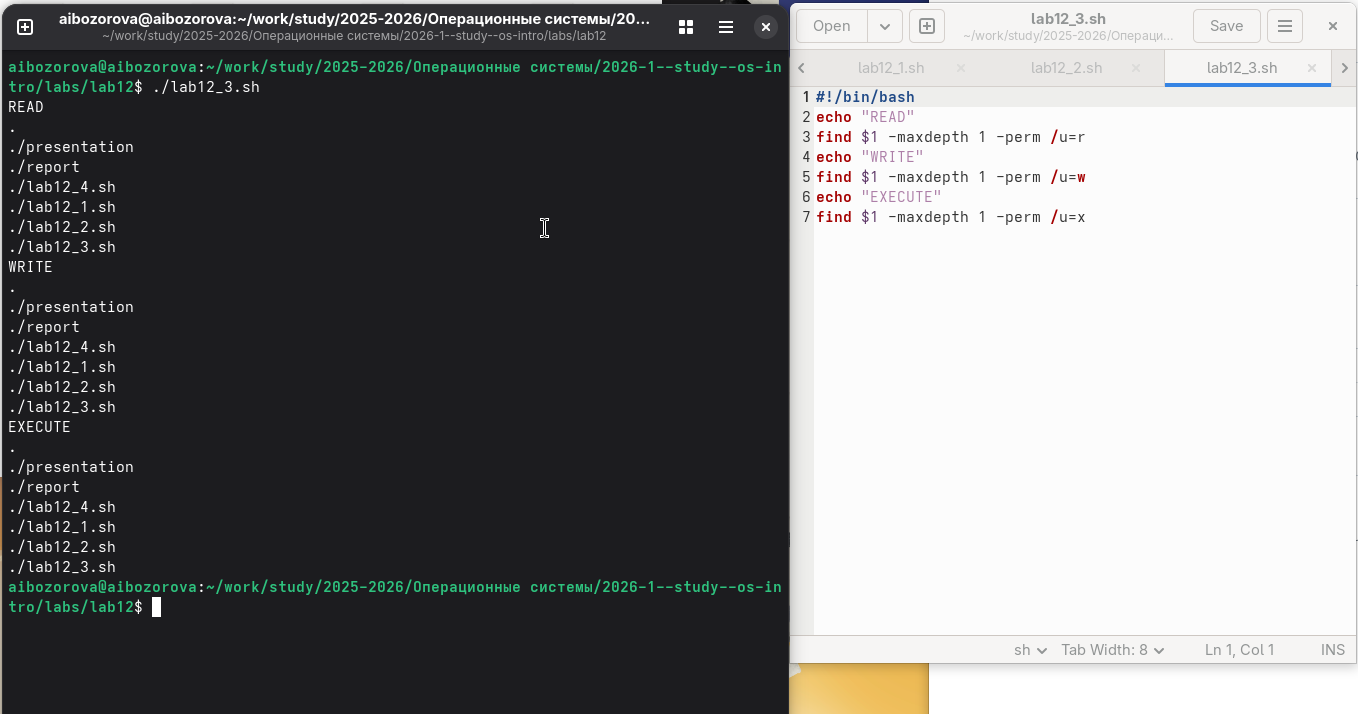 aibozorova@aibozorova:~/work/study/2025-2026/Операционные системы/20...
~/work/study/2025-2026/Операционные системы/2026-1--study--os-intro/labs/lab12
aibozorova@aibozorova:~/work/study/2025-2026/Операционные системы/2026-1--study--os-in
tro/labs/lab12$ ./lab12_3.sh
READ
.
./presentation
./report
./lab12_4.sh
./lab12_1.sh
./lab12_2.sh
./lab12_3.sh
WRITE
.
./presentation
./report
./lab12_4.sh
./lab12_1.sh
./lab12_2.sh
./lab12_3.sh
EXECUTE
.
./presentation
./report
./lab12_4.sh
./lab12_1.sh
./lab12_2.sh
./lab12_3.sh
aibozorova@aibozorova:~/work/study/2025-2026/Операционные системы/2026-1--study--os-in
tro/labs/lab12$
Open
lab12_3.sh
~/work/study/2025-2026/Операци...
Save
lab12_1.sh
lab12_2.sh
lab12_3.sh
1 #!/bin/bash
2 echo "READ"
3 find $1 -maxdepth 1 -perm /u=r
4 echo "WRITE"
5 find $1 -maxdepth 1 -perm /u=w
6 echo "EXECUTE"
7 find $1 -maxdepth 1 -perm /u=x
sh
Tab Width: 8
Ln 1, Col 1
INS